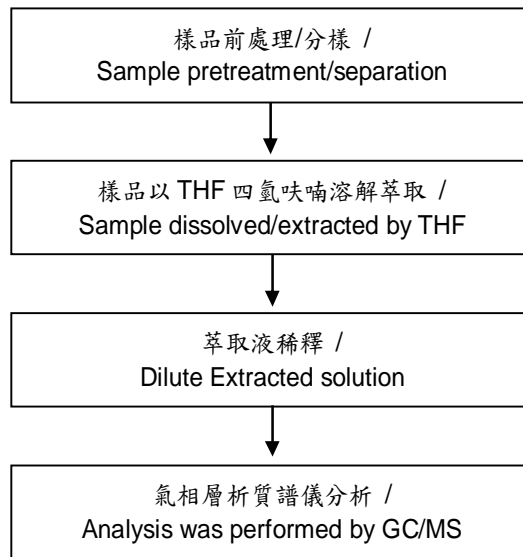 樣品前處理/分樣 /
Sample pretreatment/separation
樣品以 THF 四氫呋喃溶解萃取 /
Sample dissolved/extracted by THF
萃取液稀釋 /
Dilute Extracted solution
氣相層析質譜儀分析 /
Analysis was performed by GC/MS